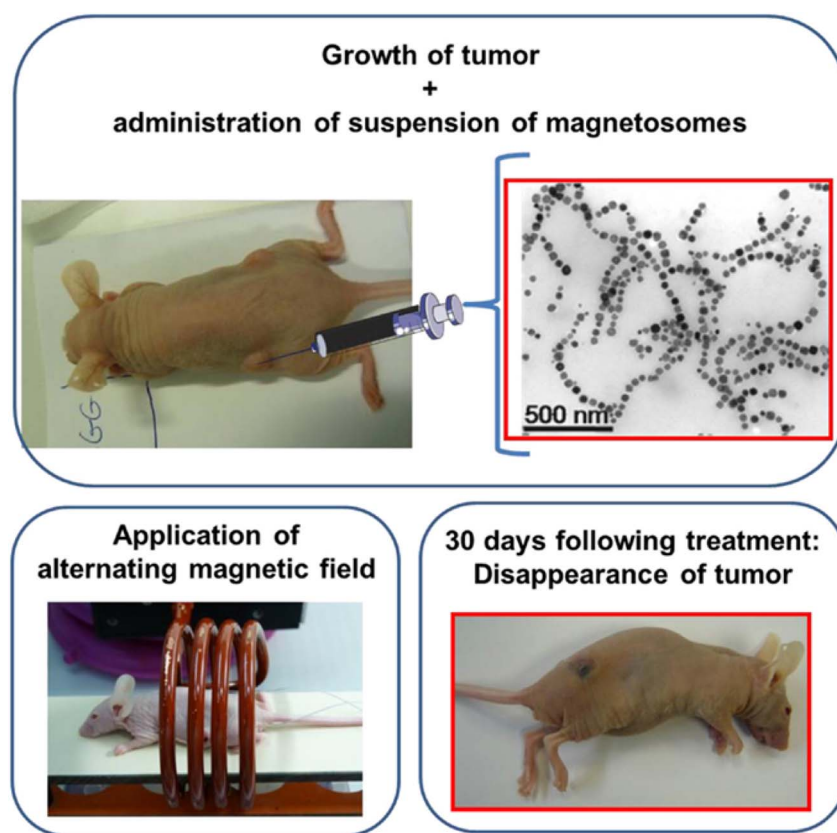 Growth of tumor
+
administration of suspension of magnetosomes
GG
500 nm
Application of
alternating magnetic field
30 days following treatment:
Disappearance of tumor